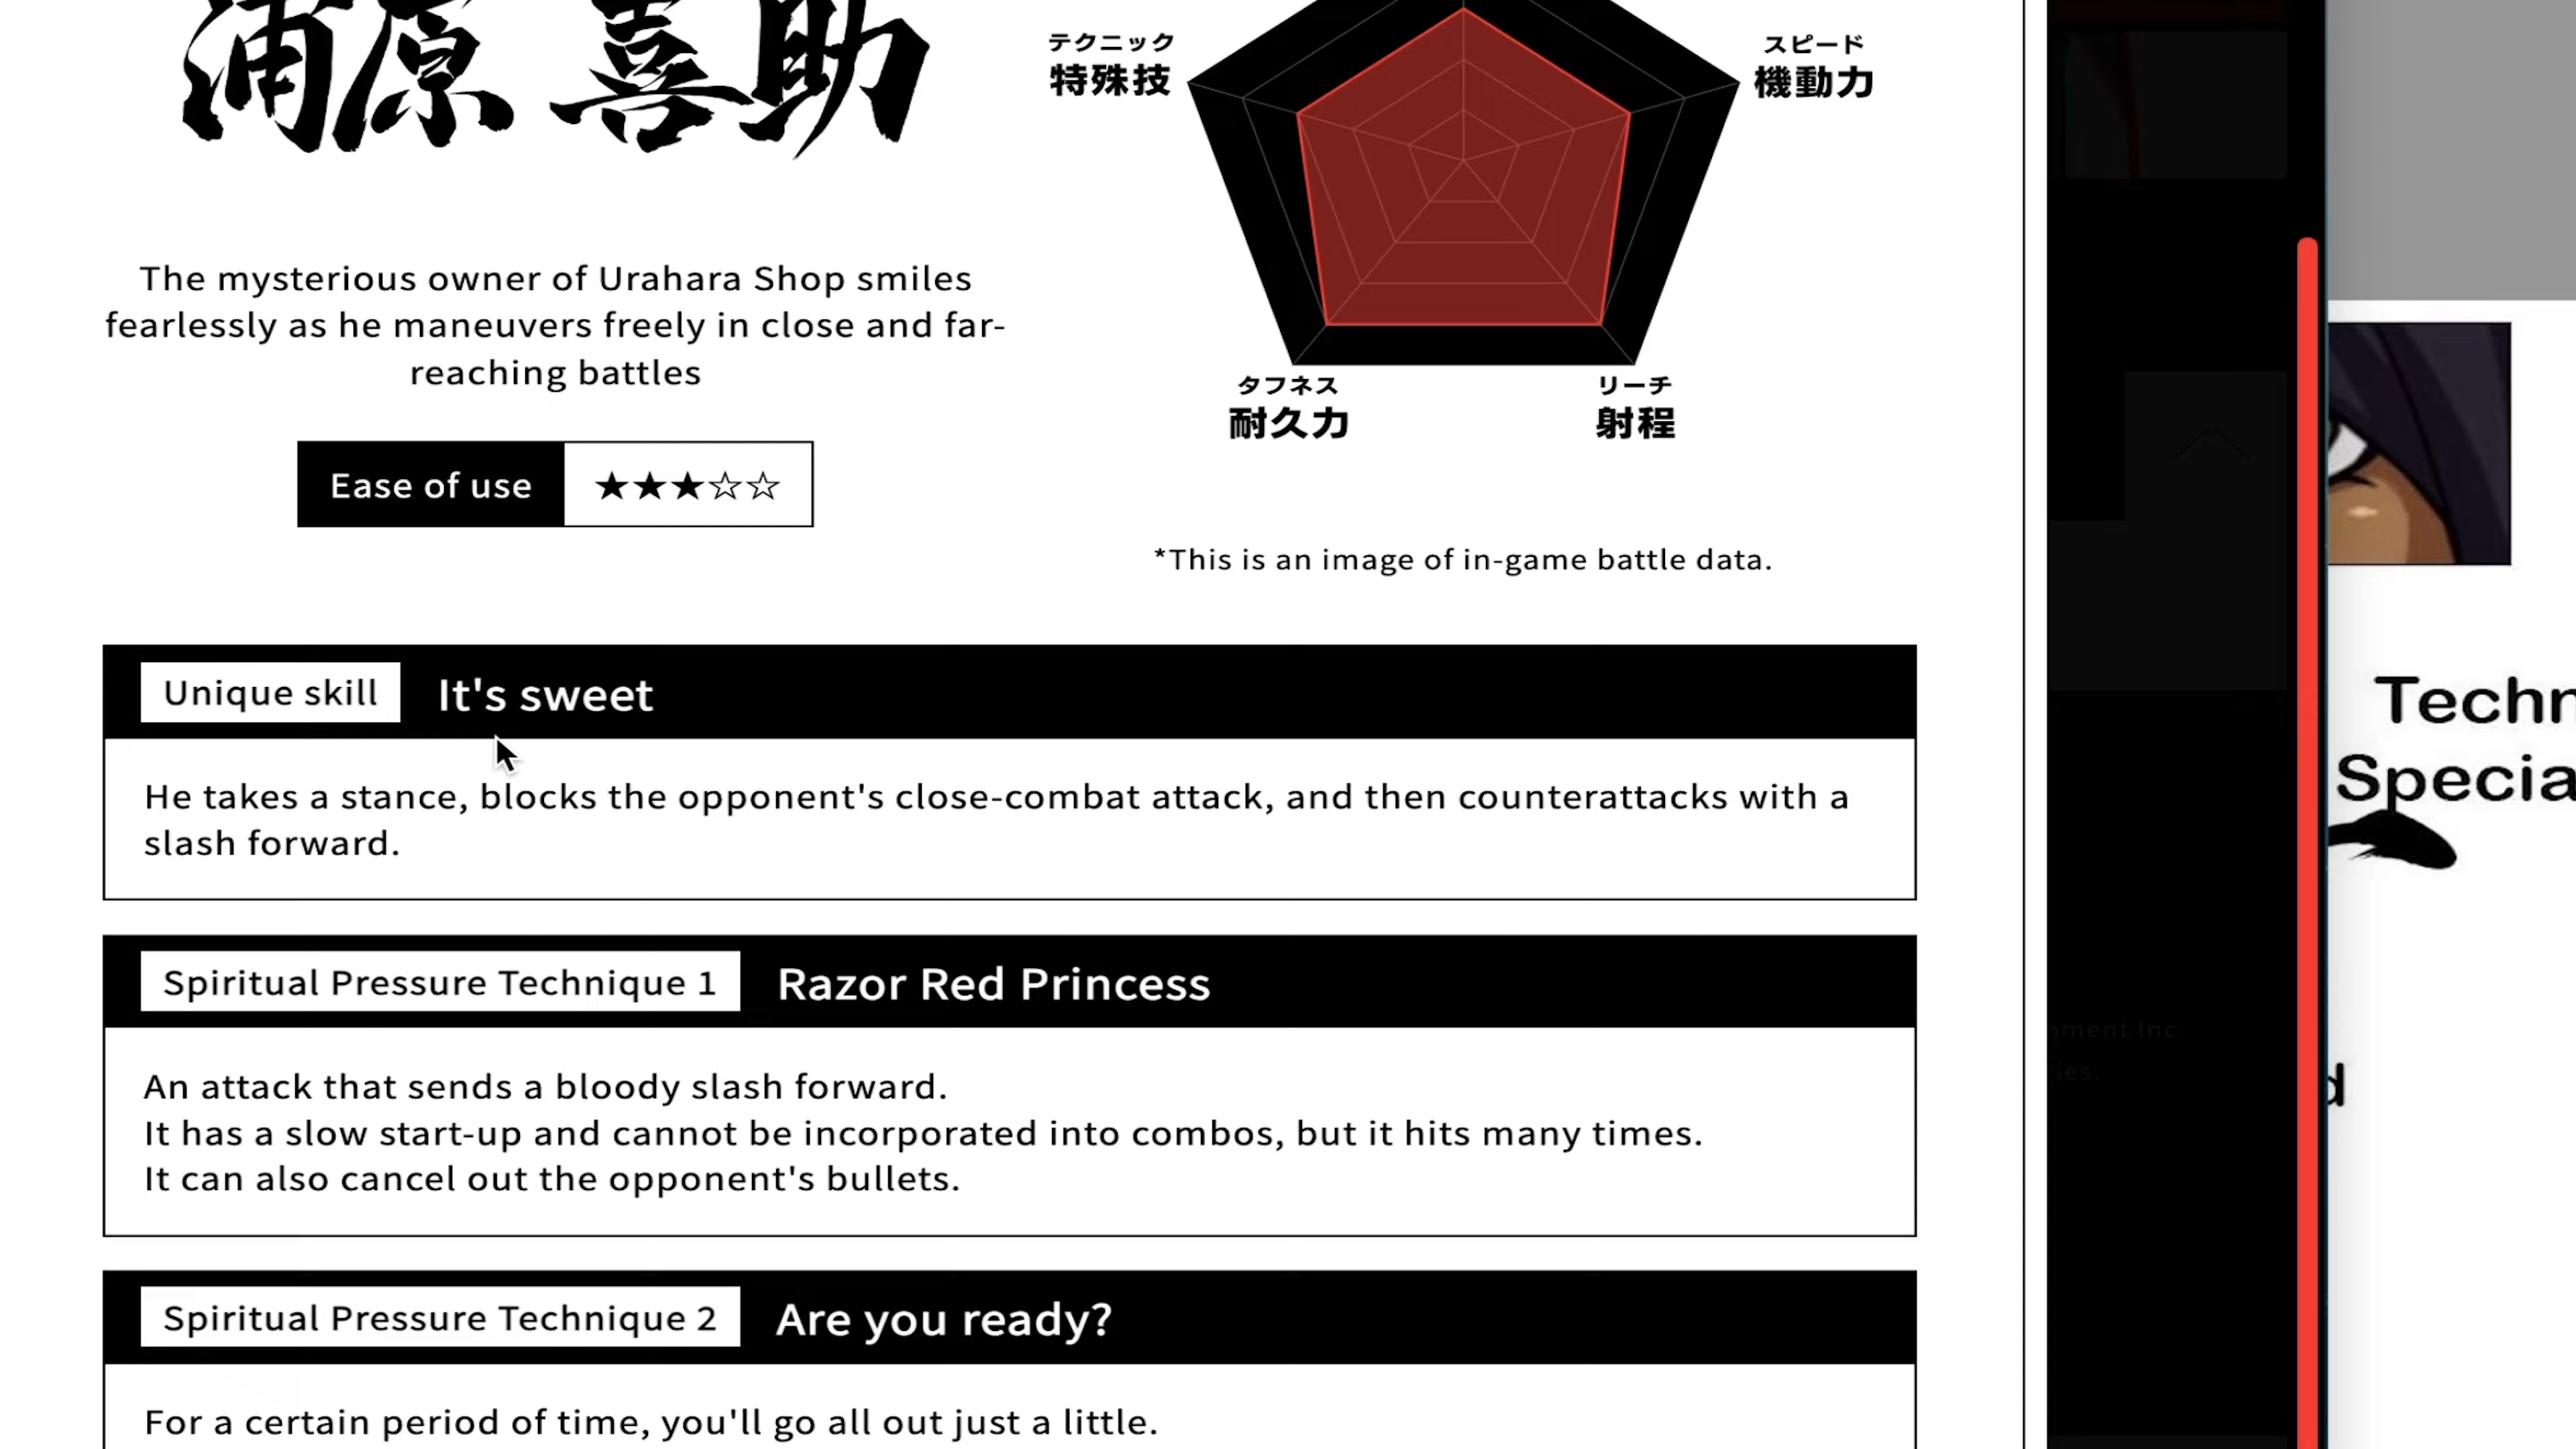 浦原 喜助
テクニック
特殊技
スピード
機動力
The mysterious owner of Urahara Shop smiles
fearlessly as he maneuvers freely in close and far-
reaching battles
タフネス
耐久力
リーチ
射程
Ease of use ★★★☆☆
*This is an image of in-game battle data.
Unique skill It's sweet
He takes a stance, blocks the opponent's close-combat attack, and then counterattacks with a
slash forward.
Spiritual Pressure Technique 1 Razor Red Princess
An attack that sends a bloody slash forward.
It has a slow start-up and cannot be incorporated into combos, but it hits many times.
It can also cancel out the opponent's bullets.
Spiritual Pressure Technique 2 Are you ready?
For a certain period of time, you'll go all out just a little.
Techn
Specia
nment Inc.
ies.
d